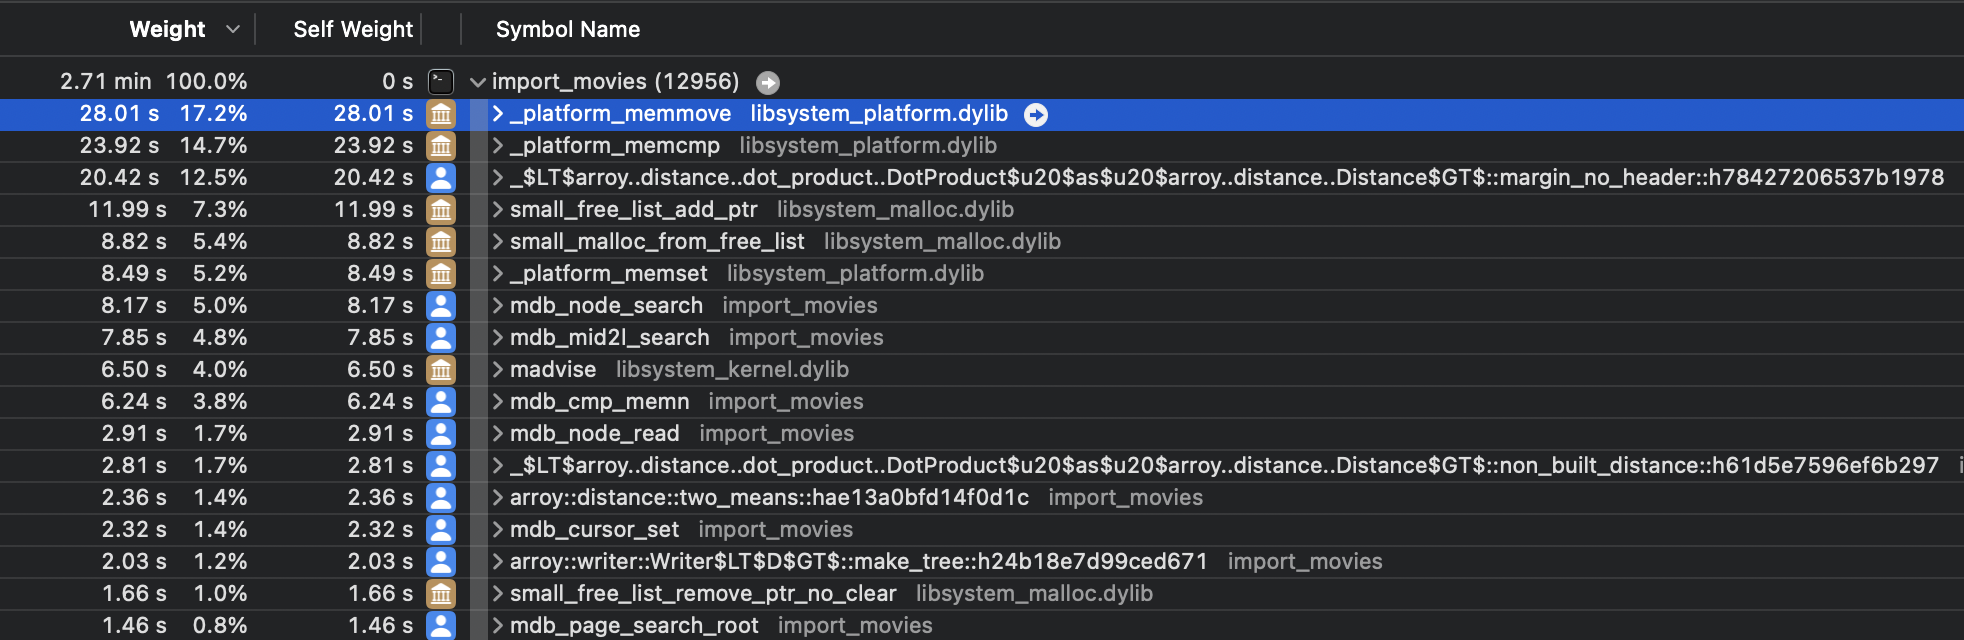 Weight Self Weight Symbol Name
2.71 min 100.0% 0 s import_movies (12956)
28.01 s 17.2% 28.01 s _platform_memmove libsystem_platform.dylib
23.92 s 14.7% 23.92 s _platform_memcmp libsystem_platform.dylib
20.42 s 12.5% 20.42 s _$LT$arroy..distance..dot_product..DotProduct$u20$as$u20$arroy..distance..Distance$GT$::margin_no_header::h78427206537b1978
11.99 s 7.3% 11.99 s small_free_list_add_ptr libsystem_malloc.dylib
8.82 s 5.4% 8.82 s small_malloc_from_free_list libsystem_malloc.dylib
8.49 s 5.2% 8.49 s _platform_memset libsystem_platform.dylib
8.17 s 5.0% 8.17 s mdb_node_search import_movies
7.85 s 4.8% 7.85 s mdb_mid2l_search import_movies
6.50 s 4.0% 6.50 s madvise libsystem_kernel.dylib
6.24 s 3.8% 6.24 s mdb_cmp_memn import_movies
2.91 s 1.7% 2.91 s mdb_node_read import_movies
2.81 s 1.7% 2.81 s _$LT$arroy..distance..dot_product..DotProduct$u20$as$u20$arroy..distance..Distance$GT$::non_built_distance::h61d5e7596ef6b297
2.36 s 1.4% 2.36 s arroy::distance::two_means::hae13a0bfd14f0d1c import_movies
2.32 s 1.4% 2.32 s mdb_cursor_set import_movies
2.03 s 1.2% 2.03 s arroy::writer::Writer$LT$D$GT$::make_tree::h24b18e7d99ced671 import_movies
1.66 s 1.0% 1.66 s small_free_list_remove_ptr_no_clear libsystem_malloc.dylib
1.46 s 0.8% 1.46 s mdb_page_search_root import_movies